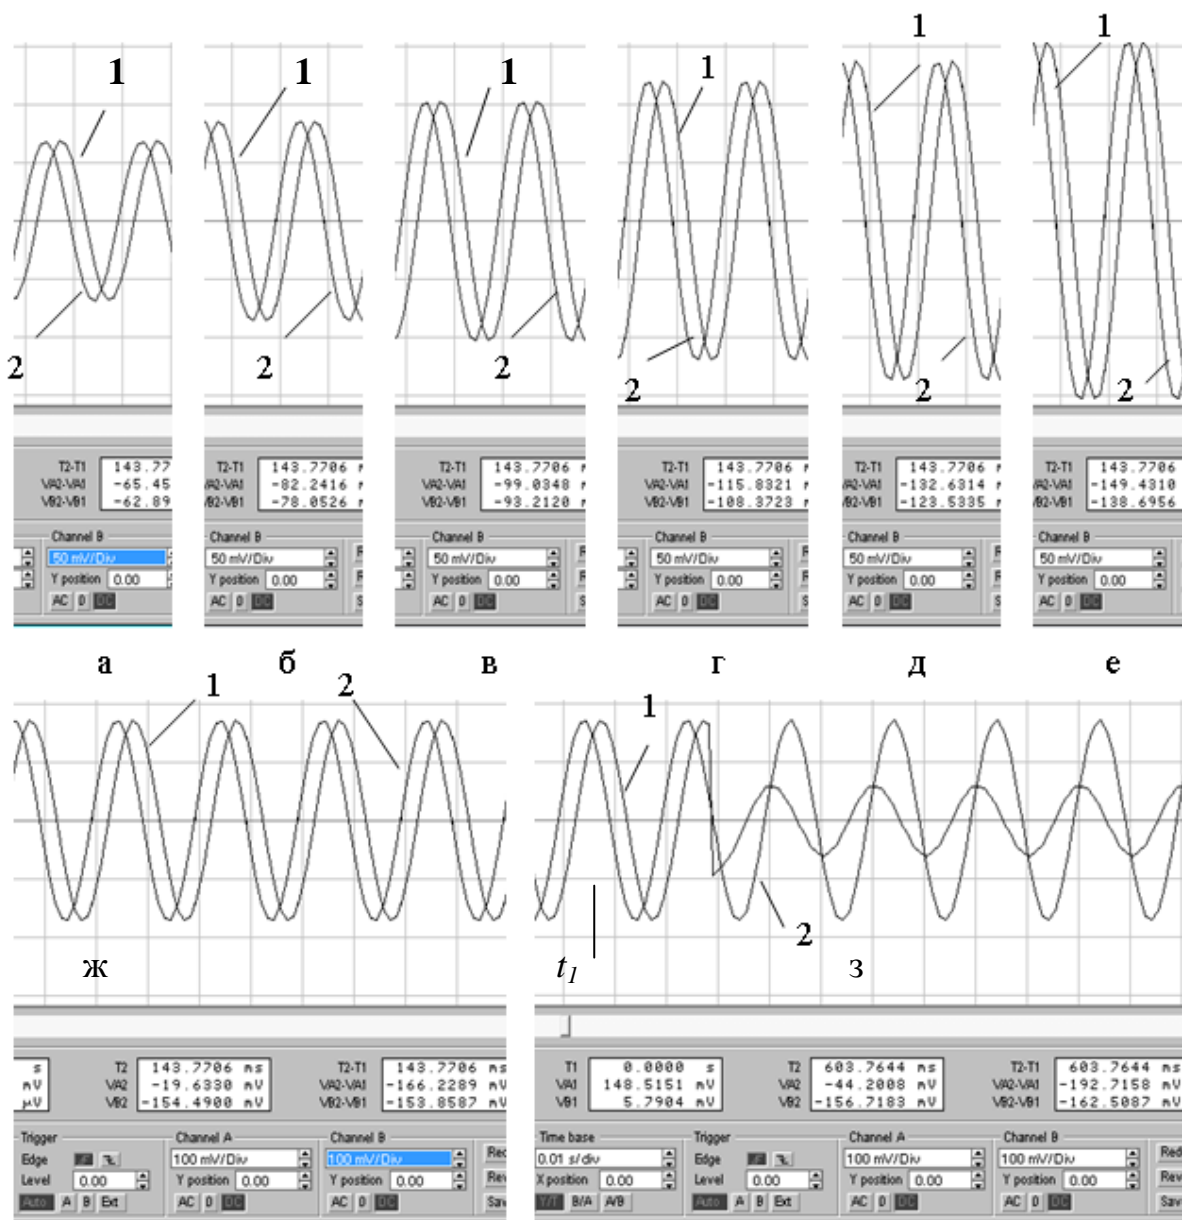 1 1 1 1 1 1
2 2 2 2 2 2
T2-T1 143.77
VA2-VA1 -65.45
VB2-VB1 -62.89
Channel B
50 mV/Div
Y position 0.00
AC 0 DC
T2-T1 143.7706
VA2-VA1 -82.2416
VB2-VB1 -78.0526
Channel B
50 mV/Div
Y position 0.00
AC 0 DC
T2-T1 143.7706
VA2-VA1 -99.0348
VB2-VB1 -93.2120
Channel B
50 mV/Div
Y position 0.00
AC 0 DC
T2-T1 143.7706
VA2-VA1 -115.8321
VB2-VB1 -108.3723
Channel B
50 mV/Div
Y position 0.00
AC 0 DC
T2-T1 143.7706
VA2-VA1 -132.6314
VB2-VB1 -123.5335
Channel B
50 mV/Div
Y position 0.00
AC 0 DC
T2-T1 143.7706
VA2-VA1 -149.4310
VB2-VB1 -138.6956
Channel B
50 mV/Div
Y position 0.00
AC 0 DC
а б в г д е
1 2
ж
1
2
t1
з
s T2 143.7706 ms T2-T1 143.7706 ms
mV VA2 -19.6330 mV VA2-VA1 -166.2289 mV
µV VB2 -154.4900 mV VB2-VB1 -153.8587 mV
Trigger Channel A Channel B
Edge 100 mV/Div 100 mV/Div
Level 0.00 Y position 0.00 Y position 0.00
Auto A B Ext AC 0 DC AC 0 DC
T1 0.0000 s T2 603.7644 ms T2-T1 603.7644 ms
VA1 148.5151 mV VA2 -44.2008 mV VA2-VA1 -192.7158 mV
VB1 5.7904 mV VB2 -156.7183 mV VB2-VB1 -162.5087 mV
Time base Trigger Channel A Channel B
0.01 s/div Edge 100 mV/Div 100 mV/Div
X position 0.00 Level 0.00 Y position 0.00 Y position 0.00
Y/T B/A A/B Auto A B Ext AC 0 DC AC 0 DC